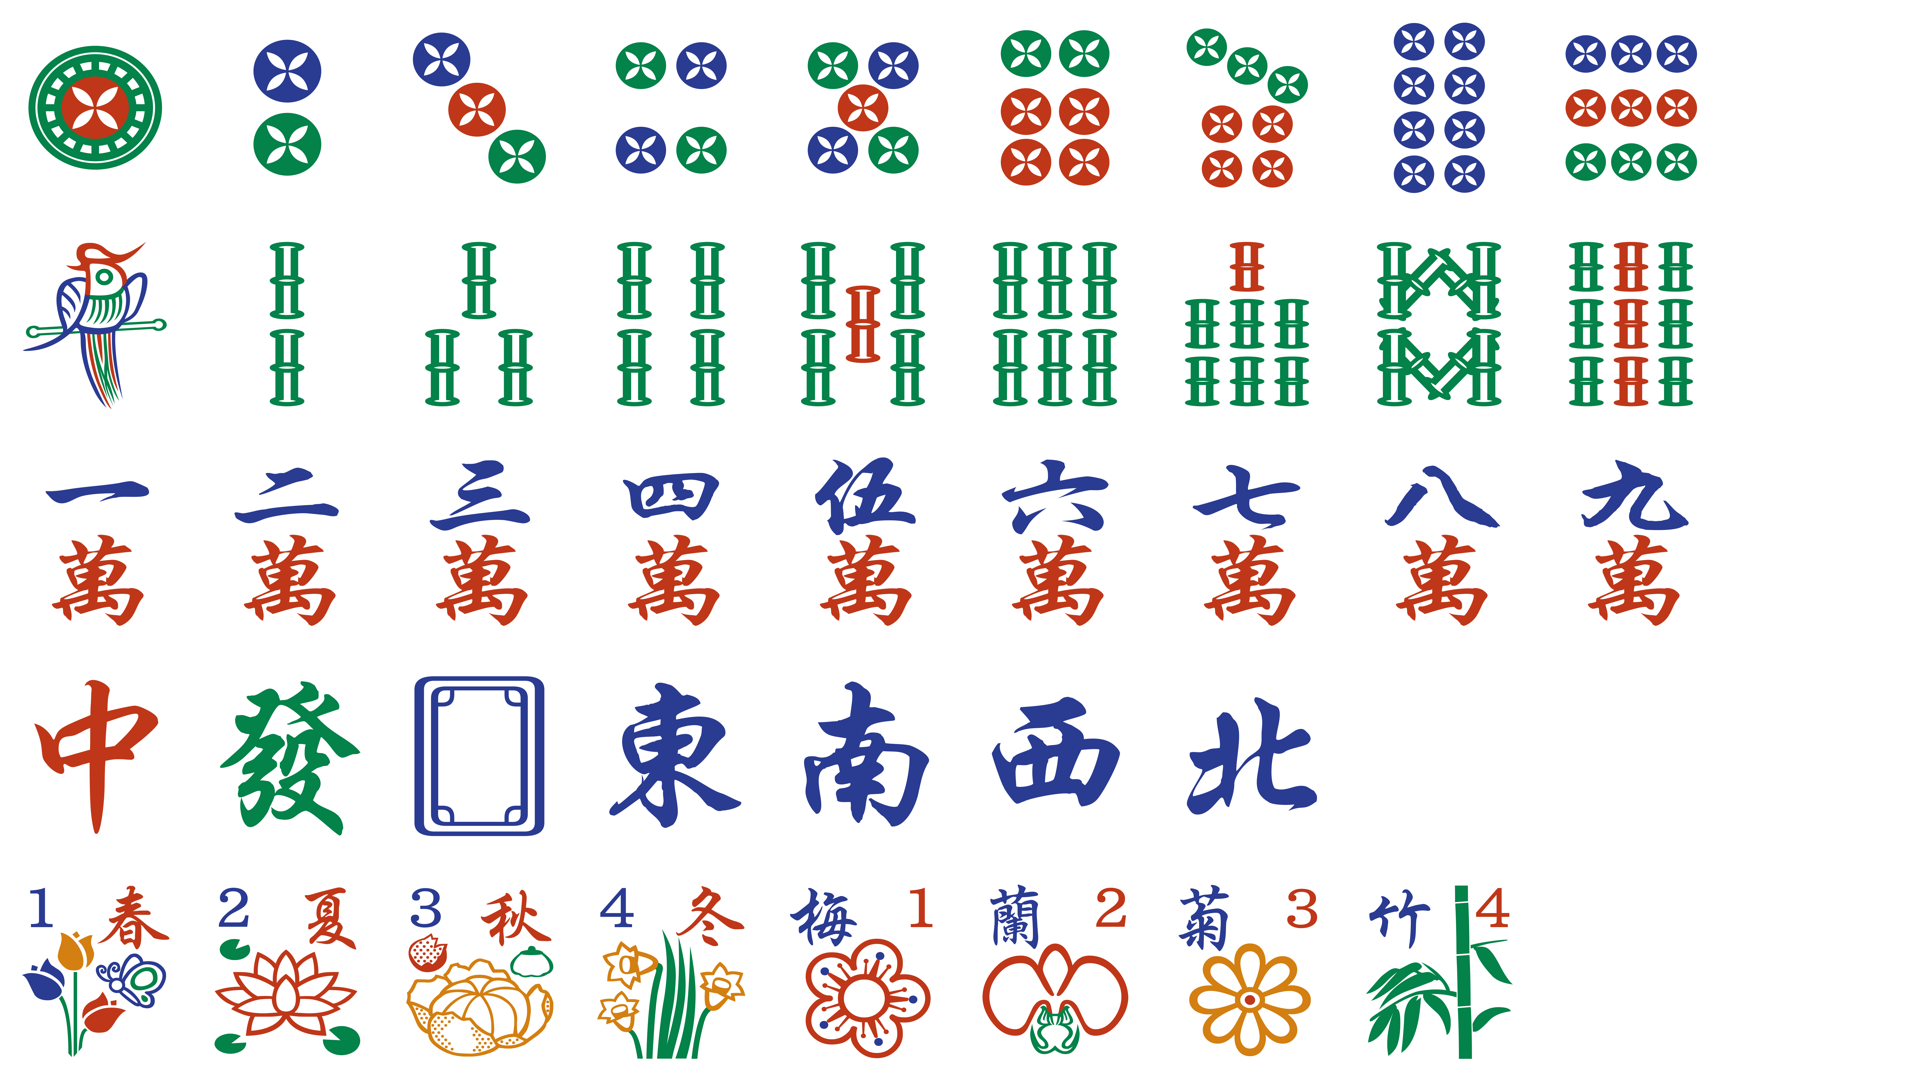 一 二 三 四 伍 六 七 八 九
萬 萬 萬 萬 萬 萬 萬 萬 萬
中 發 東 南 西 北
1 春 2 夏 3 秋 4 冬 梅 1 蘭 2 菊 3 竹 4